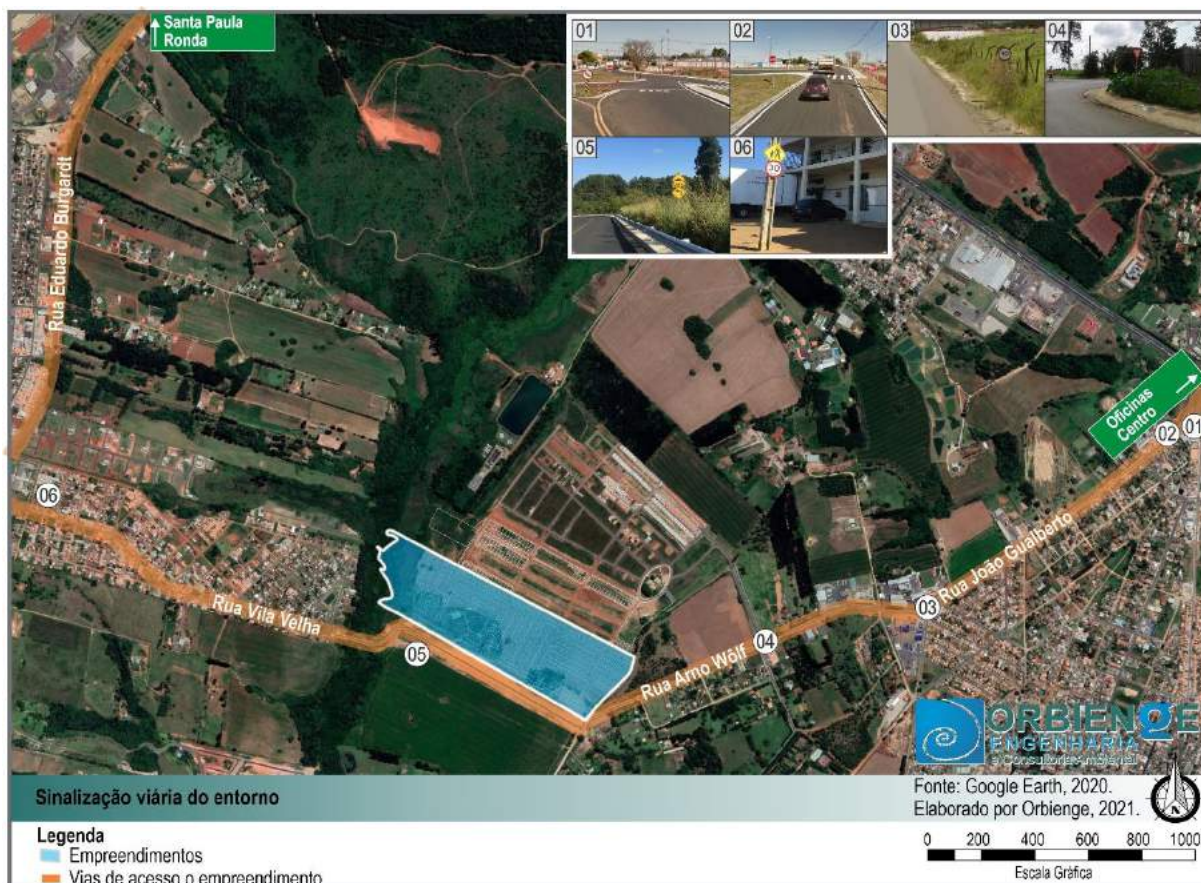 Santa Paula
Ronda
01
02
03
04
05
06
30
Rua Eduardo Burgardt
Oficinas
Centro
02
01
06
Rua João Gualberto
Rua Vila Velha
03
04
05
Rua Arno Wölf
ORBIENGE
ENGENHARIA
e Consultoria Ambiental
Sinalização viária do entorno
Fonte: Google Earth, 2020.
Elaborado por Orbienge, 2021.
N
Legenda
Empreendimentos
Vias de acesso o empreendimento
0 200 400 600 800 1000
Escala Gráfica